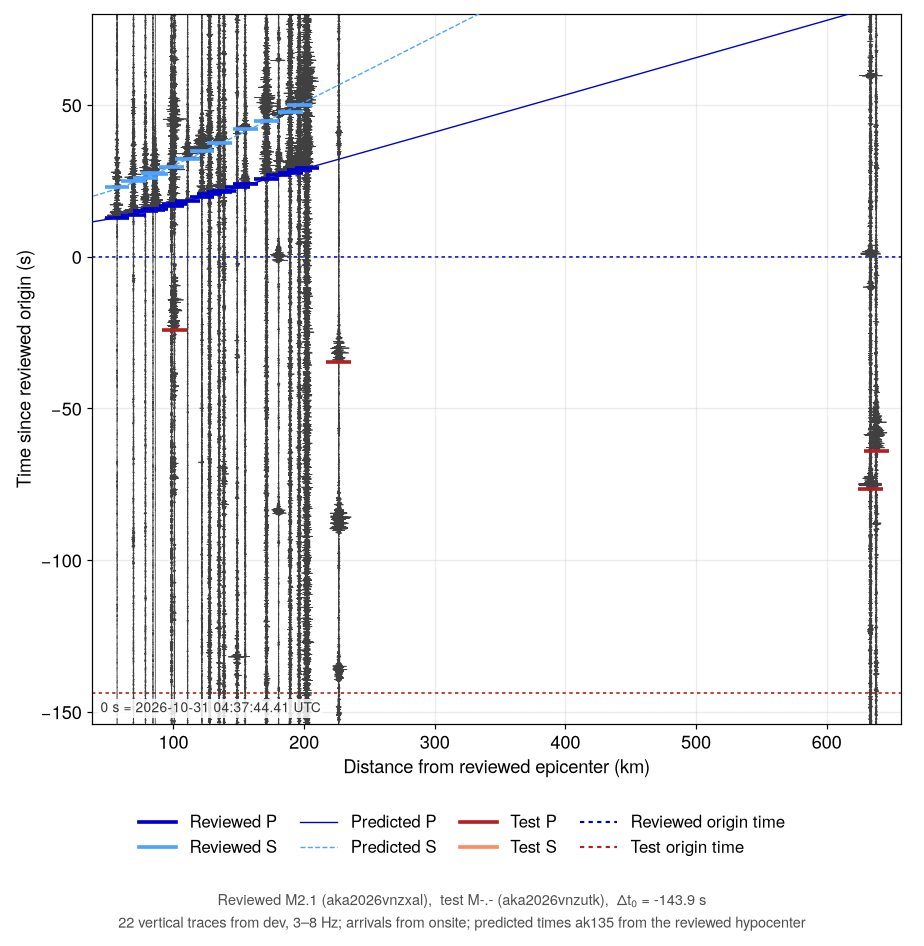 50
0
−50
−100
−150
Time since reviewed origin (s)
0 s = 2026-10-31 04:37:44.41 UTC
100 200 300 400 500 600
Distance from reviewed epicenter (km)
Reviewed P Predicted P Test P Reviewed origin time
Reviewed S Predicted S Test S Test origin time
Reviewed M2.1 (aka2026vnzxal), test M-.- (aka2026vnzutk), Δt₀ = -143.9 s
22 vertical traces from dev, 3–8 Hz; arrivals from onsite; predicted times ak135 from the reviewed hypocenter